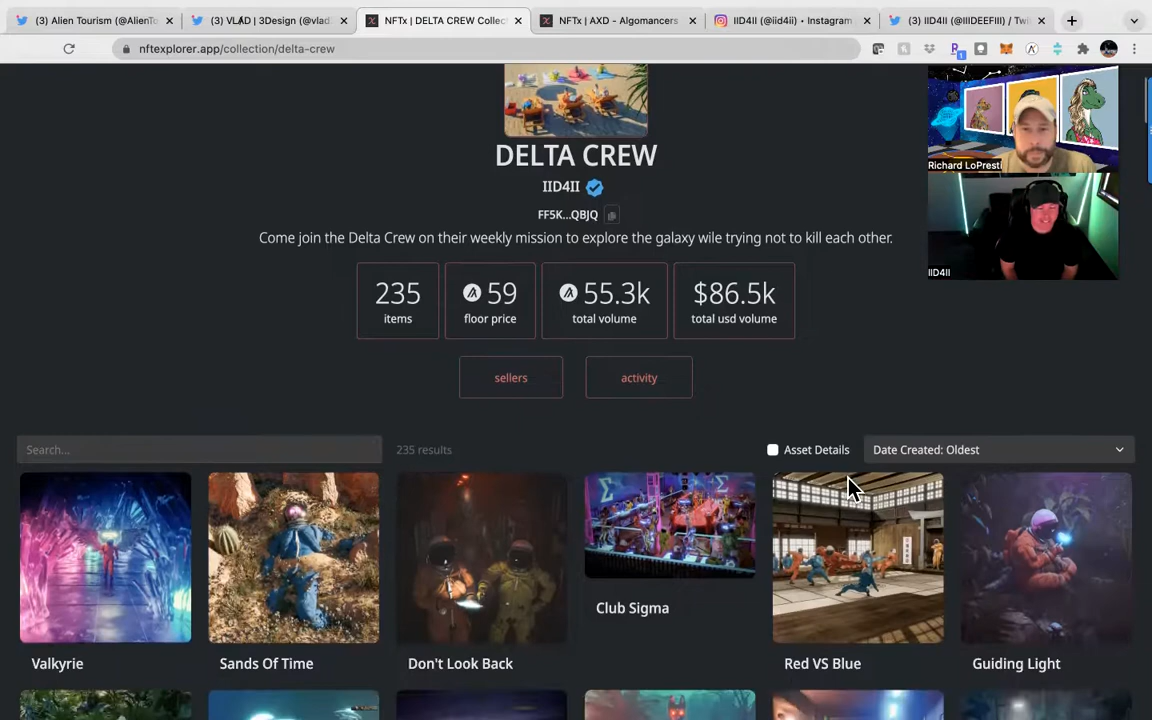 (3) Alien Tourism (@AlienTo
(3) VLAD | 3Design (@vlad
NFTx | DELTA CREW Collec
NFTx | AXD - Algomancers
IID4II (@iid4ii) • Instagram
(3) IID4II (@IIIDEEFIII) / Twi
nftexplorer.app/collection/delta-crew
DELTA CREW
IID4II
FF5K...QBJQ
Come join the Delta Crew on their weekly mission to explore the galaxy wile trying not to kill each other.
Richard LoPresti
IID4II
235
items
59
floor price
55.3k
total volume
$86.5k
total usd volume
sellers
activity
Search...
235 results
Asset Details
Date Created: Oldest
Valkyrie
Sands Of Time
Don't Look Back
Club Sigma
Red VS Blue
Guiding Light